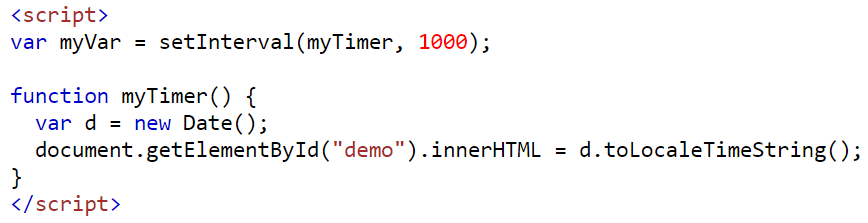 <script>
var myVar = setInterval(myTimer, 1000);

function myTimer() {
  var d = new Date();
  document.getElementById("demo").innerHTML = d.toLocaleTimeString();
}
</script>